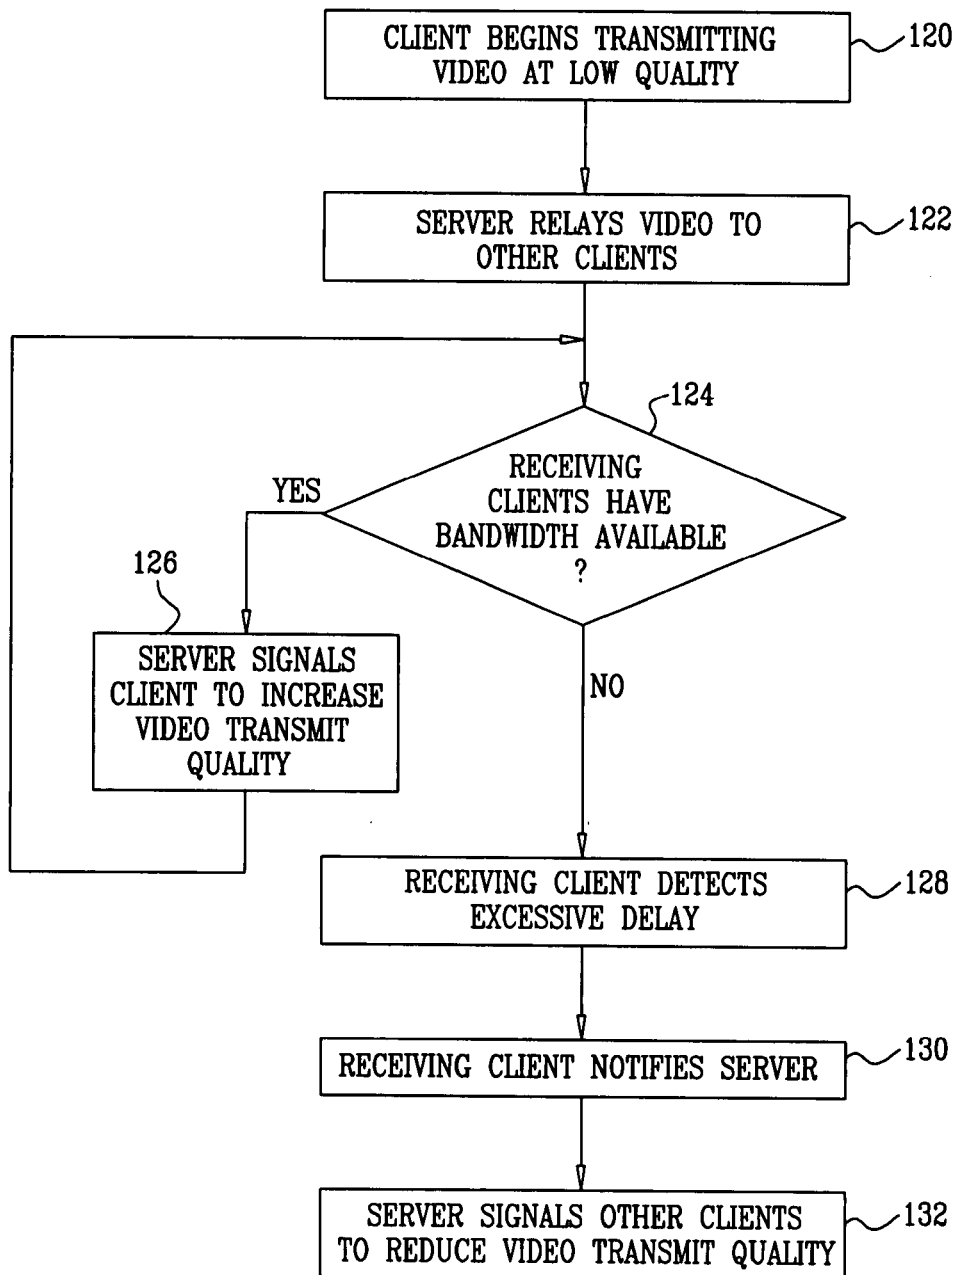 CLIENT BEGINS TRANSMITTING
VIDEO AT LOW QUALITY
120
SERVER RELAYS VIDEO TO
OTHER CLIENTS
122
124
RECEIVING
CLIENTS HAVE
BANDWIDTH AVAILABLE
?
YES
126
SERVER SIGNALS
CLIENT TO INCREASE
VIDEO TRANSMIT
QUALITY
NO
RECEIVING CLIENT DETECTS
EXCESSIVE DELAY
128
RECEIVING CLIENT NOTIFIES SERVER
130
SERVER SIGNALS OTHER CLIENTS
TO REDUCE VIDEO TRANSMIT QUALITY
132